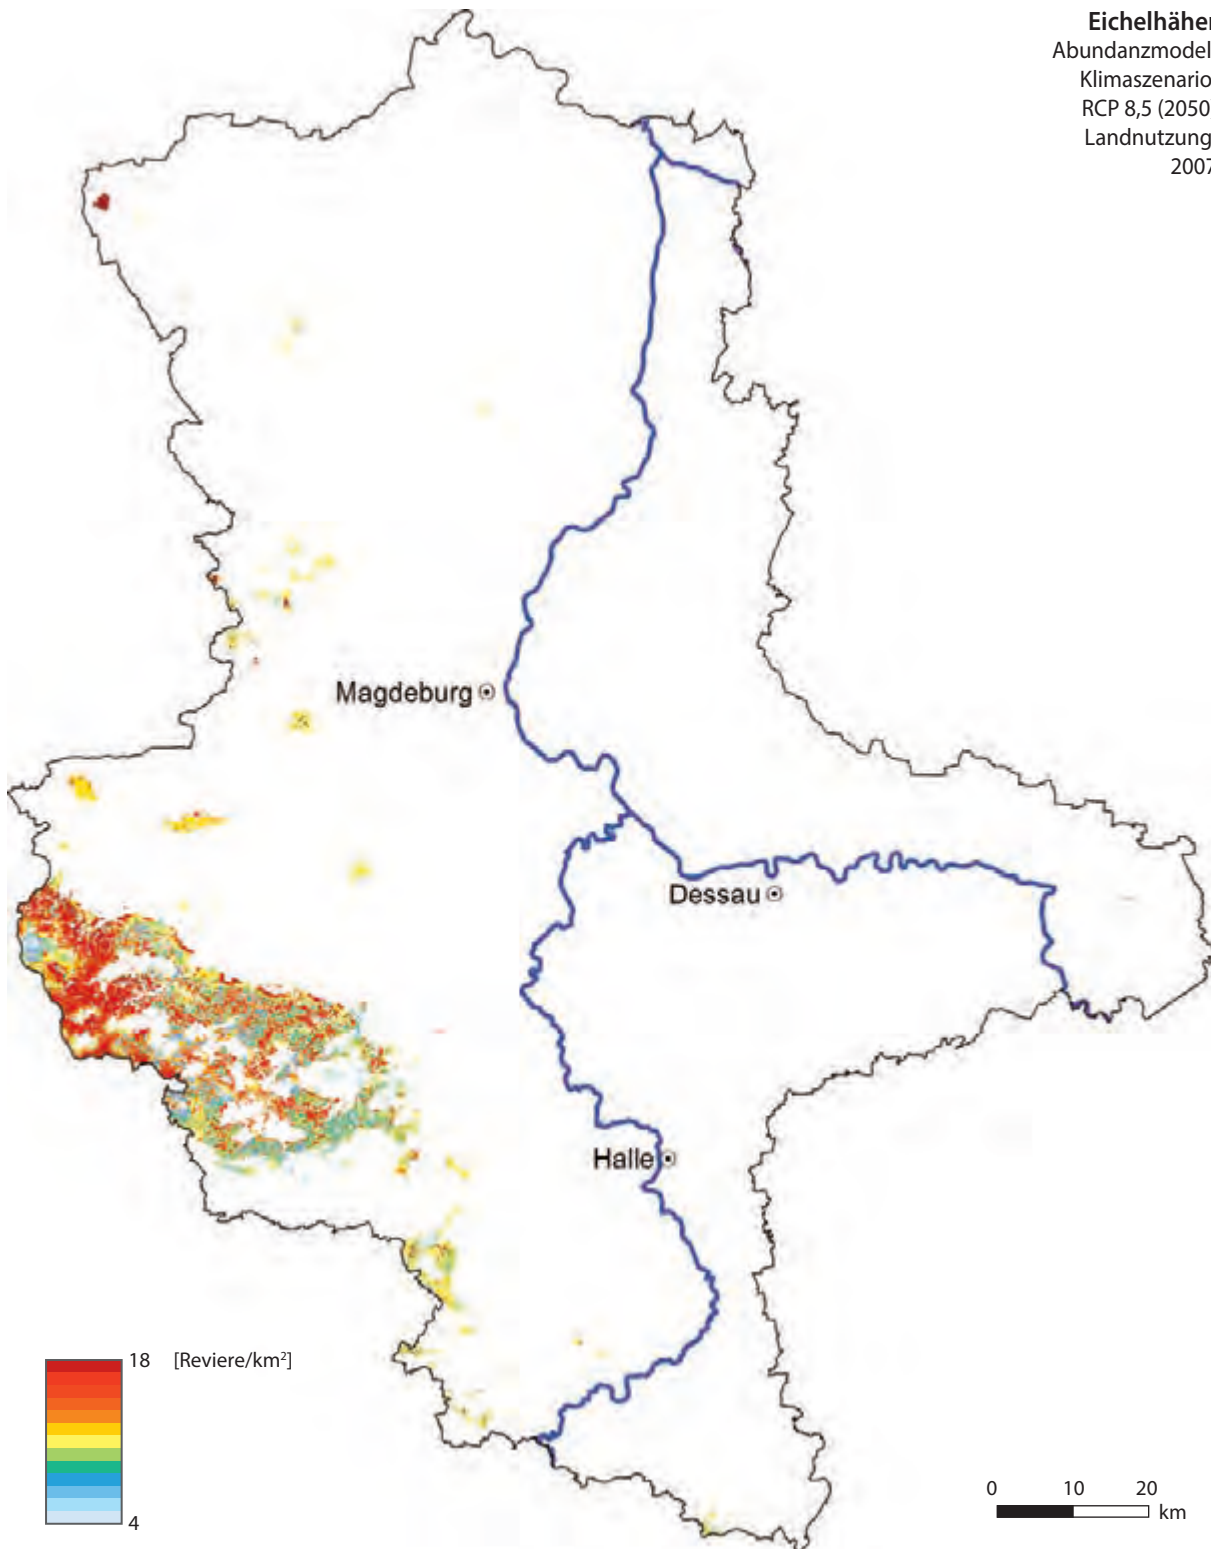 Eichelhäher
Abundanzmodell
Klimaszenario
RCP 8,5 (2050
Landnutzung
2007
Magdeburg
Dessau
Halle
18 [Reviere/km²]
4
0 10 20
km